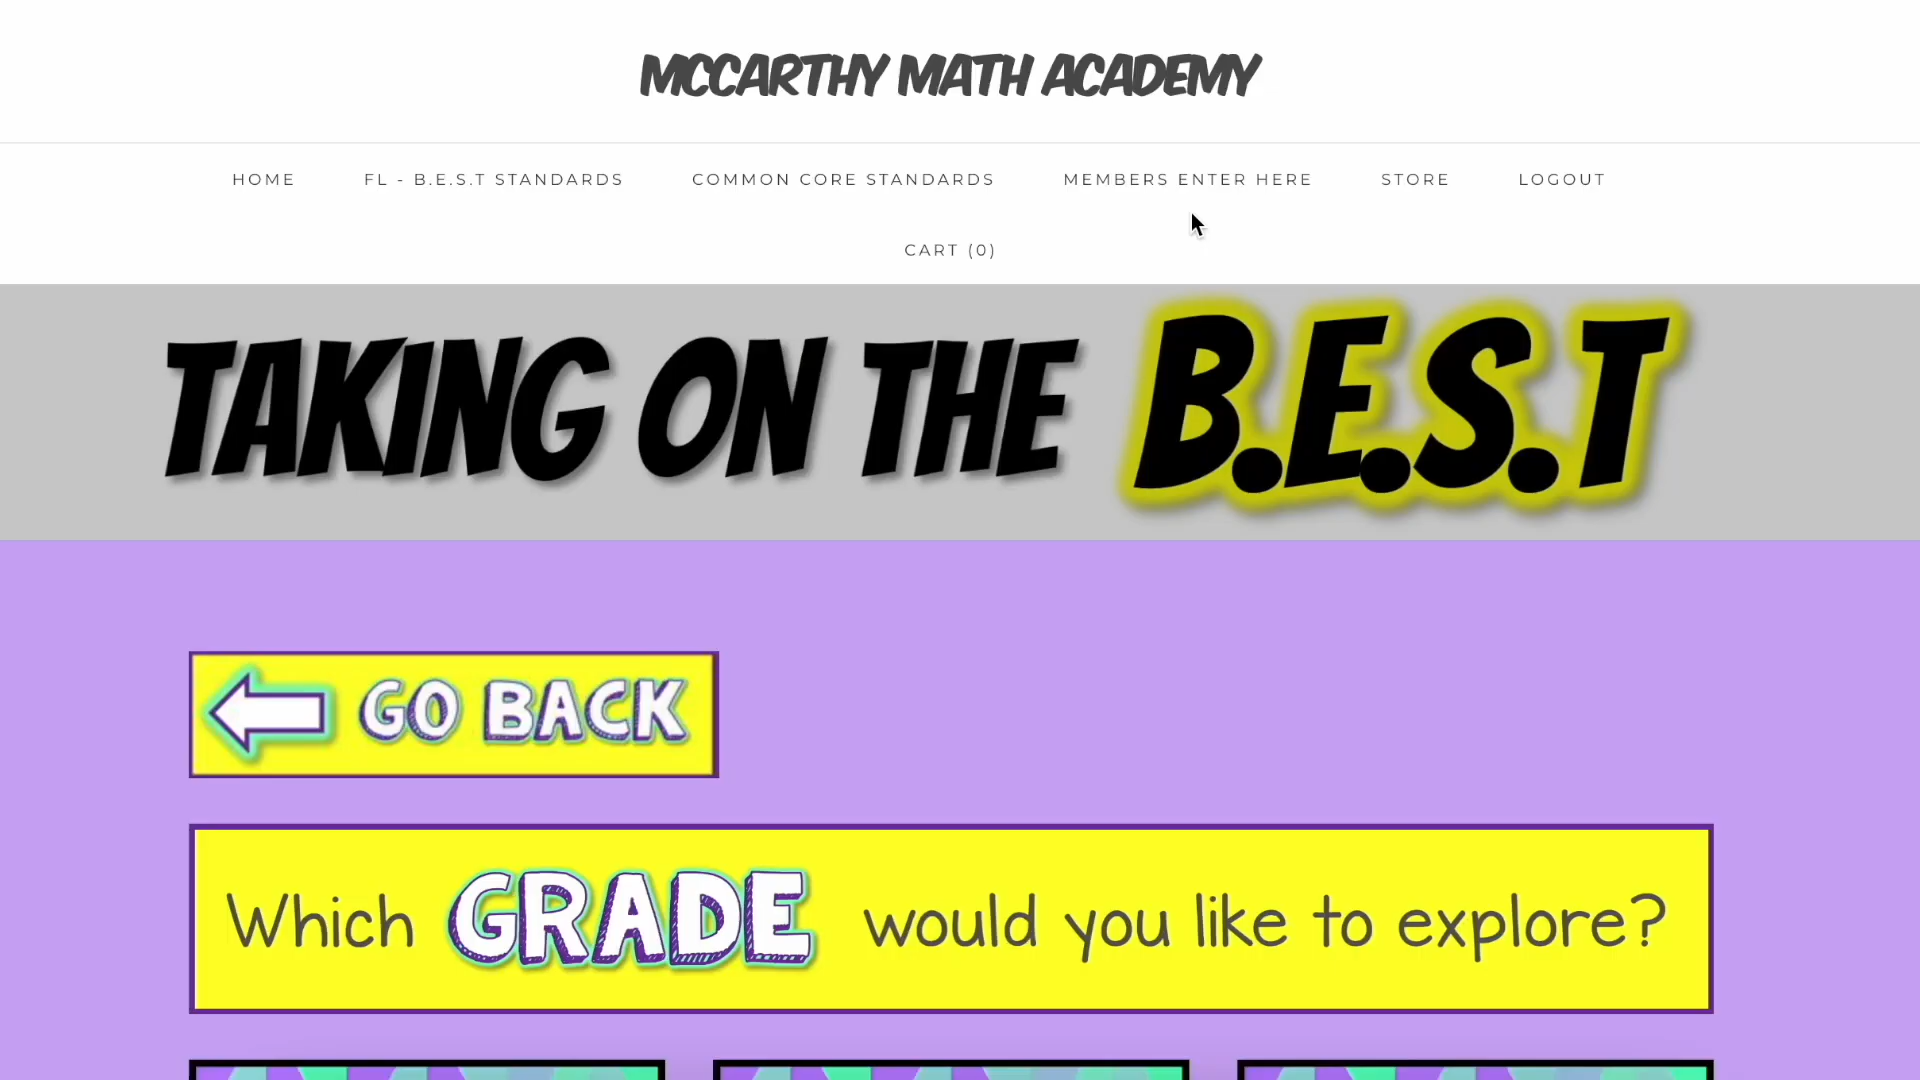 MCCARTHY MATH ACADEMY
HOME FL - B.E.S.T STANDARDS COMMON CORE STANDARDS MEMBERS ENTER HERE STORE LOGOUT
CART (0)
TAKING ON THE B.E.S.T
GO BACK
Which GRADE would you like to explore?